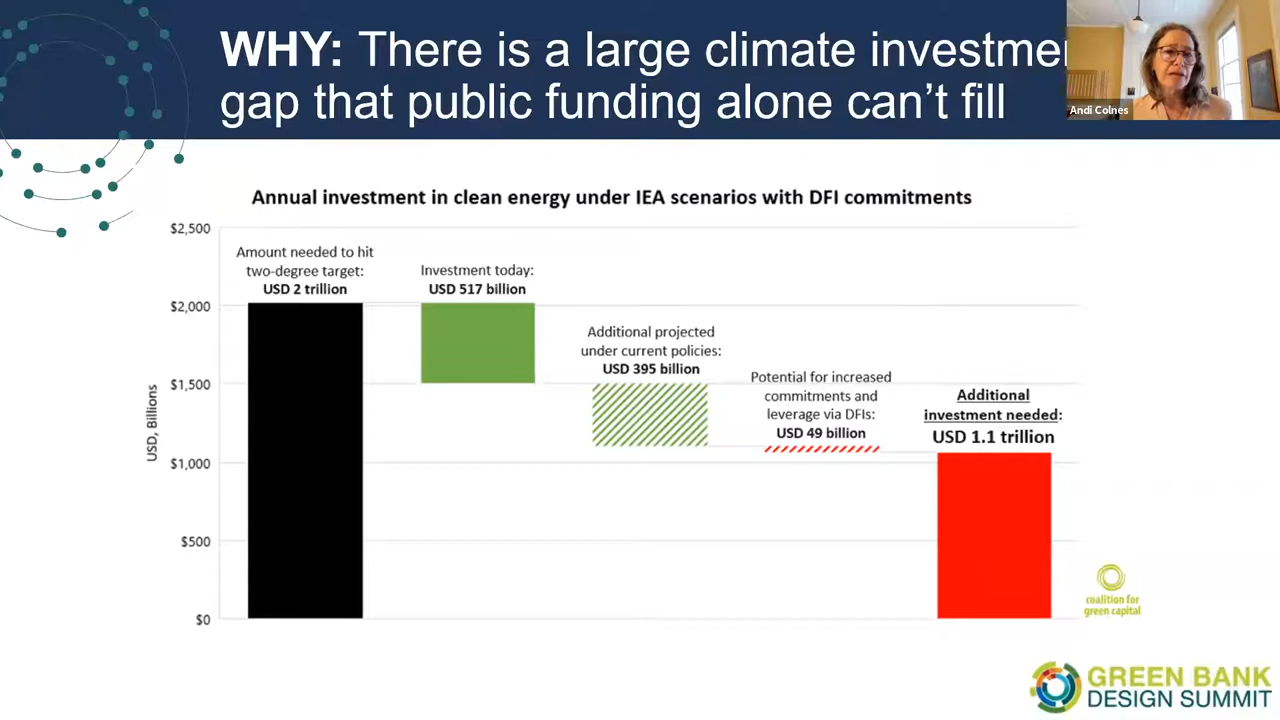 WHY: There is a large climate investmen
gap that public funding alone can't fill
Andi Colnes
Annual investment in clean energy under IEA scenarios with DFI commitments
$2,500
$2,000
$1,500
$1,000
$500
$0
USD, Billions
Amount needed to hit
two-degree target:
USD 2 trillion
Investment today:
USD 517 billion
Additional projected
under current policies:
USD 395 billion
Potential for increased
commitments and
leverage via DFIs:
USD 49 billion
Additional
investment needed:
USD 1.1 trillion
coalition for
green capital
GREEN BANK
DESIGN SUMMIT